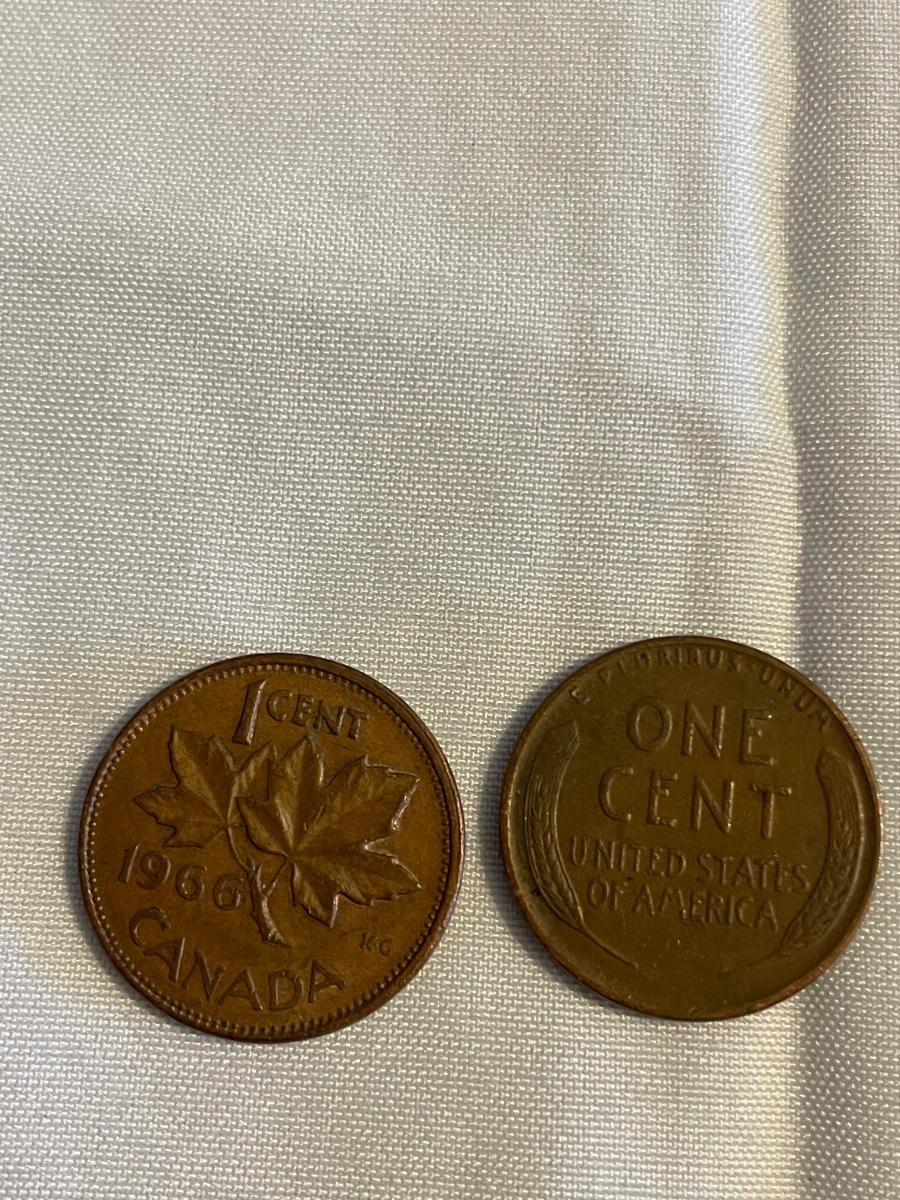 1 CENT
1966
CANADA
KG
E · PLURIBUS · UNUM
ONE
CENT
UNITED STATES
OF AMERICA